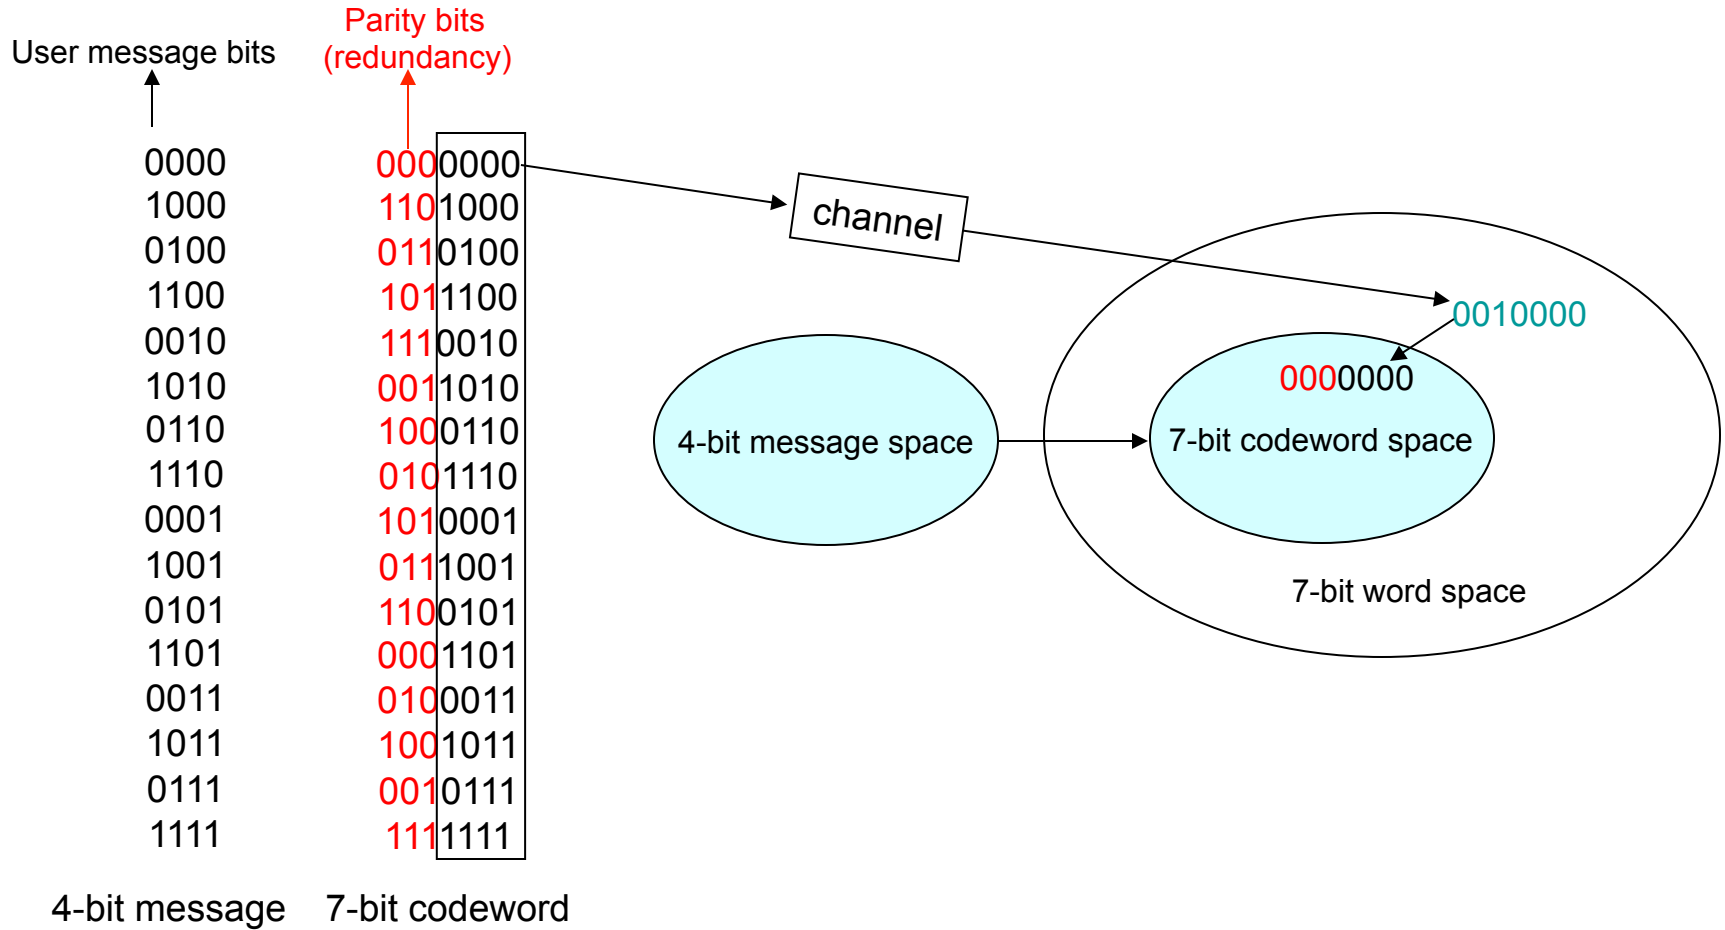 User message bits
Parity bits
(redundancy)
0000 0000000
1000 1101000
0100 0110100
1100 1011100
0010 1110010
1010 0011010
0110 1000110
1110 0101110
0001 1010001
1001 0111001
0101 1100101
1101 0001101
0011 0100011
1011 1001011
0111 0010111
1111 1111111
4-bit message 7-bit codeword
channel
0010000
0000000
4-bit message space
7-bit codeword space
7-bit word space